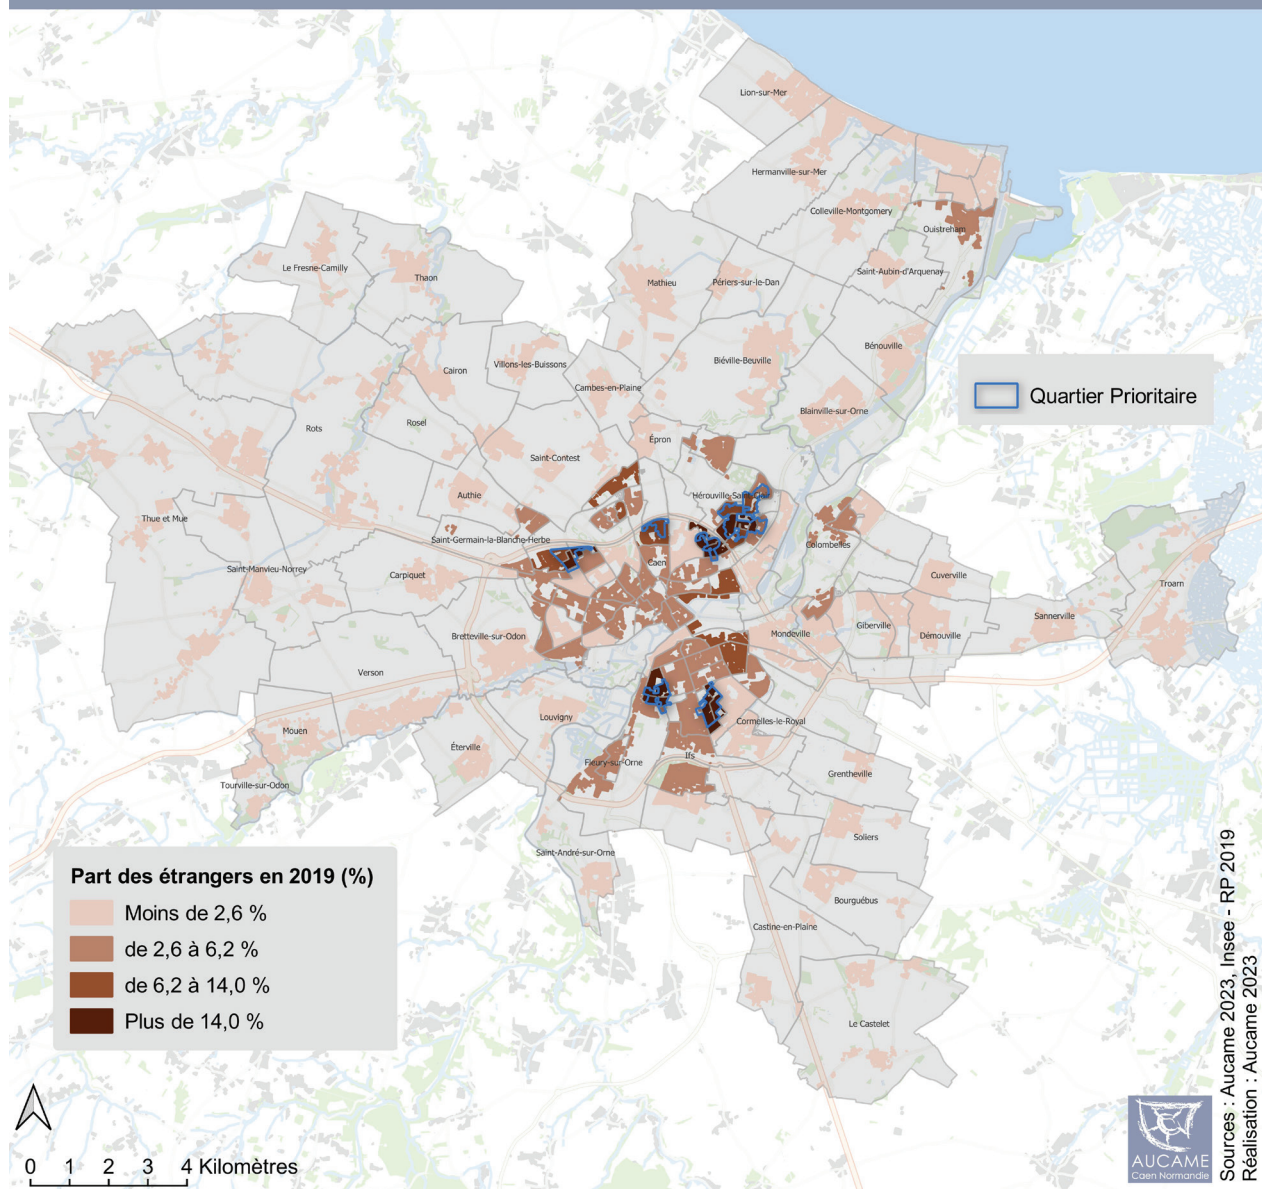 Lion-sur-Mer
Hermanville-sur-Mer
Colleville-Montgomery
Ouistreham
Saint-Aubin-d'Arquenay
Le Fresne-Camilly
Thaon
Mathieu
Périers-sur-le-Dan
Bénouville
Biéville-Beuville
Villons-les-Buissons
Cairon
Cambes-en-Plaine
Quartier Prioritaire
Blainville-sur-Orne
Rots
Rosel
Épron
Saint-Contest
Authie
Hérouville-Saint-Clair
Thue et Mue
Saint-Germain-la-Blanche-Herbe
Colombelles
Caen
Saint-Manvieu-Norrey
Carpiquet
Cuverville
Troarn
Sannerville
Bretteville-sur-Odon
Mondeville
Giberville
Démouville
Verson
Louvigny
Cormelles-le-Royal
Mouen
Éterville
Ifs
Fleury-sur-Orne
Grentheville
Tourville-sur-Odon
Soliers
Saint-André-sur-Orne
Bourguébus
Castine-en-Plaine
Le Castelet
Part des étrangers en 2019 (%)
Moins de 2,6 %
de 2,6 à 6,2 %
de 6,2 à 14,0 %
Plus de 14,0 %
0 1 2 3 4 Kilomètres
AUCAME
Caen Normandie
Sources : Aucame 2023, Insee - RP 2019
Réalisation : Aucame 2023